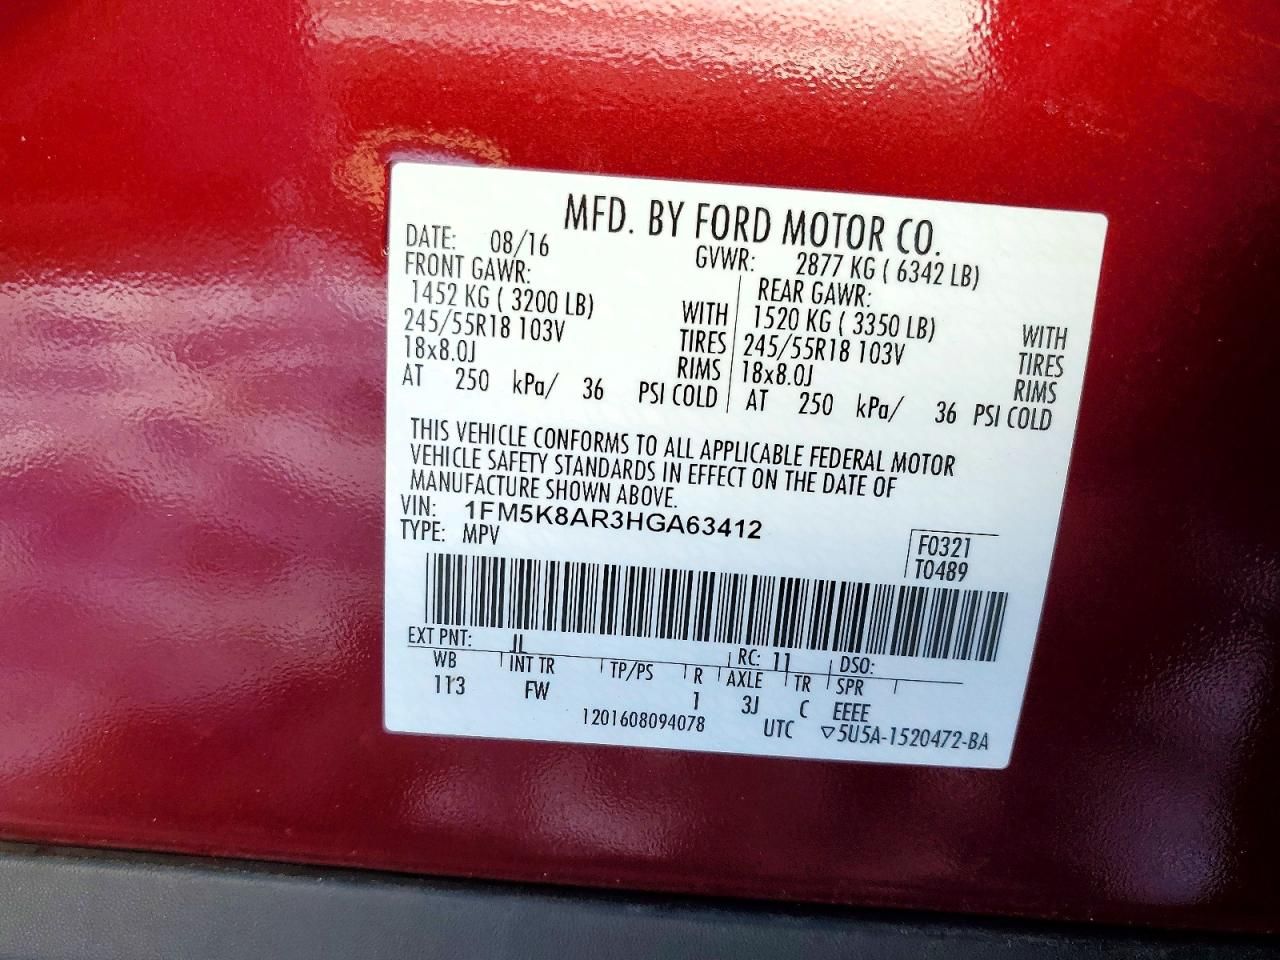 MFD. BY FORD MOTOR CO.
DATE: 08/16 GVWR: 2877 KG ( 6342 LB)
FRONT GAWR: REAR GAWR:
1452 KG ( 3200 LB) WITH 1520 KG ( 3350 LB) WITH
245/55R18 103V TIRES 245/55R18 103V TIRES
18x8.0J RIMS 18x8.0J RIMS
AT 250 kPa/ 36 PSI COLD AT 250 kPa/ 36 PSI COLD
THIS VEHICLE CONFORMS TO ALL APPLICABLE FEDERAL MOTOR
VEHICLE SAFETY STANDARDS IN EFFECT ON THE DATE OF
MANUFACTURE SHOWN ABOVE.
VIN: 1FM5K8AR3HGA63412
TYPE: MPV
F0321
T0489
EXT PNT: JL RC: 11 DSO:
WB INT TR TP/PS R AXLE TR SPR
113 FW 1 3J C EEEE
1201608094078 UTC ▽5U5A-1520472-BA